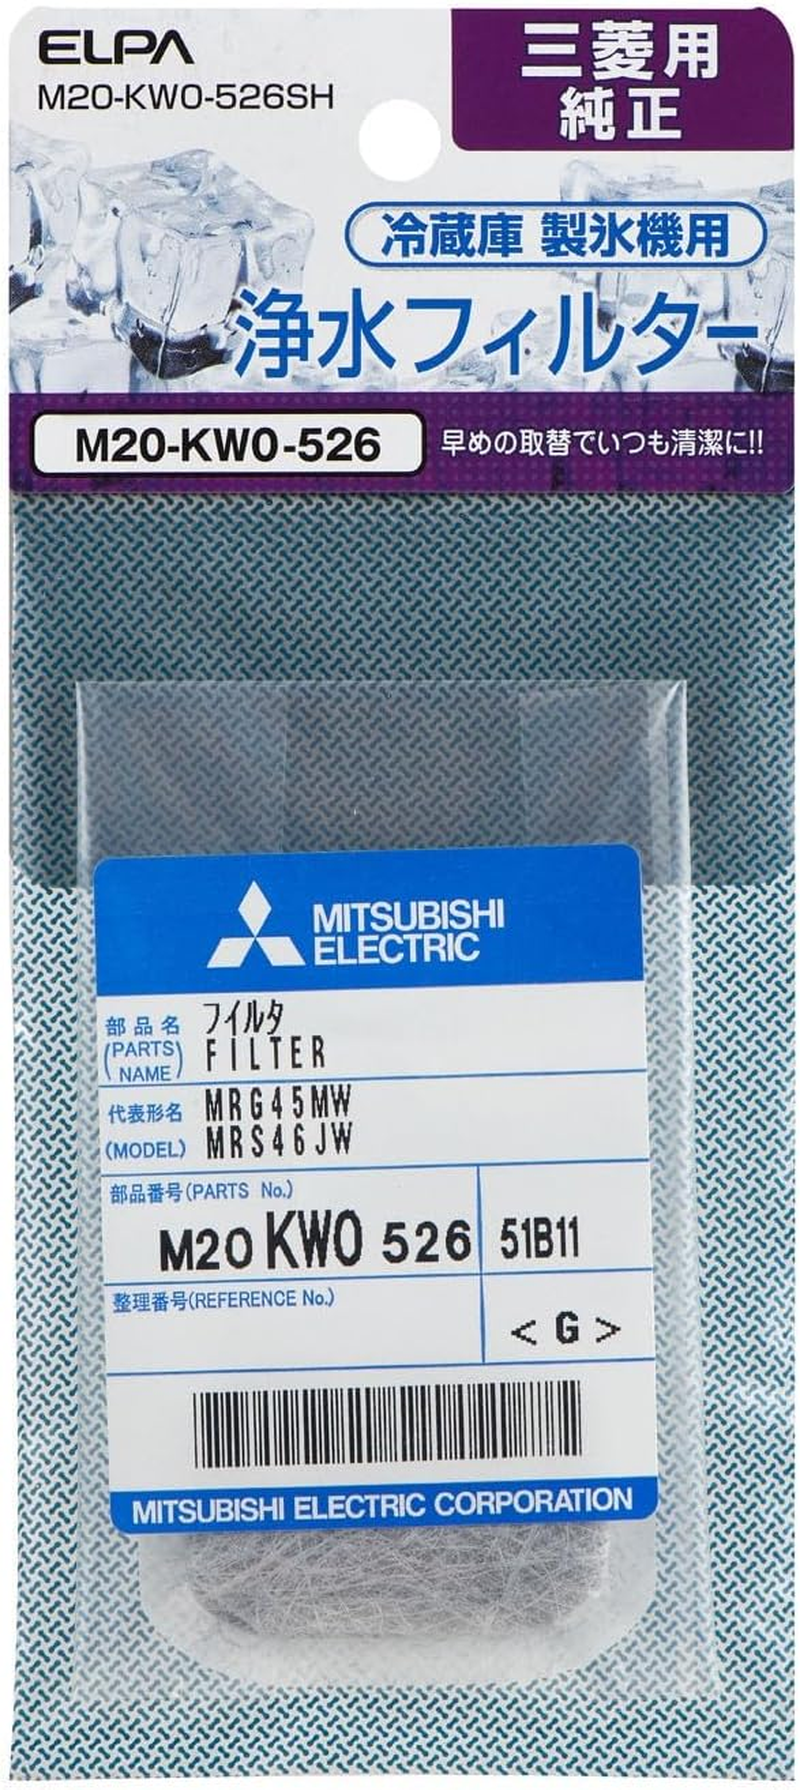 ELPA
M20-KW0-526SH
三菱用
純正
冷蔵庫 製氷機用
浄水フィルター
M20-KW0-526
早めの取替でいつも清潔に!!
MITSUBISHI
ELECTRIC
部品名 フイルタ
(PARTS NAME) FILTER
代表形名 MRG45MW
(MODEL) MRS46JW
部品番号(PARTS No.)
M20 KW0 526 51B11
整理番号(REFERENCE No.)
<G>
MITSUBISHI ELECTRIC CORPORATION